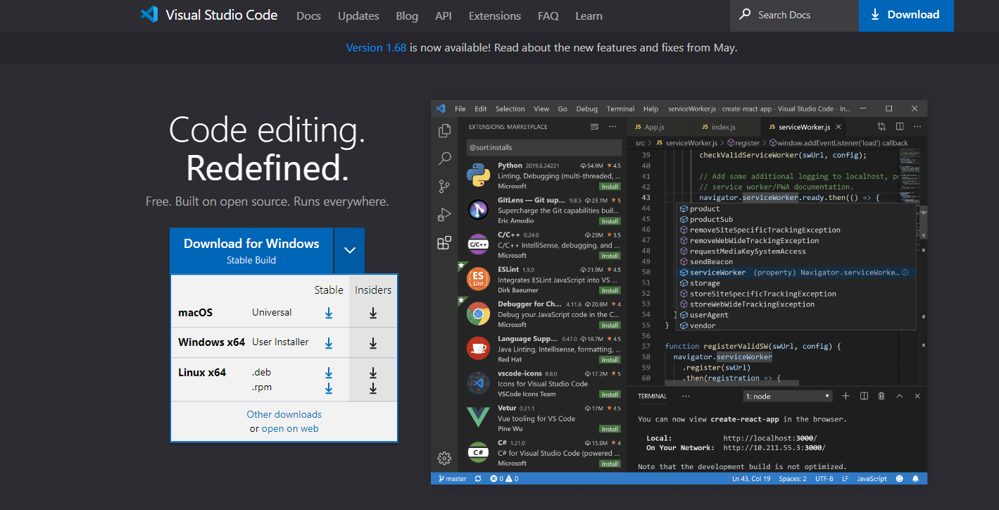 Visual Studio Code Docs Updates Blog API Extensions FAQ Learn Search Docs Download
Version 1.68 is now available! Read about the new features and fixes from May.
Code editing.
Redefined.
Free. Built on open source. Runs everywhere.
Download for Windows
Stable Build
Stable Insiders
macOS Universal
Windows x64 User Installer
Linux x64 .deb
.rpm
Other downloads
or open on web
File Edit Selection View Go Debug Terminal Help serviceWorker.js - create-react-app - Visual Studio Code - In...
EXTENSIONS: MARKETPLACE
@sort:installs
Python 2019.6.24221 54.9M ★ 4.5
Linting, Debugging (multi-threaded, ...
Microsoft Install
GitLens — Git sup... 9.8.5 23.1M ★ 5
Supercharge the Git capabilities buil...
Eric Amodio Install
C/C++
C/C++ 0.24.0 23M ★ 3.5
C/C++ IntelliSense, debugging, and ...
Microsoft Install
ES
Lint
ESLint 1.9.0 21.9M ★ 4.5
Integrates ESLint JavaScript into VS ...
Dirk Baeumer Install
Debugger for Ch... 4.11.6 20.6M ★ 4
Debug your JavaScript code in the C...
Microsoft Install
Language Supp... 0.47.0 18.7M ★ 4.5
Java Linting, Intellisense, formatting, ...
Red Hat Install
vscode-icons 8.8.0 17.2M ★ 5
Icons for Visual Studio Code
VSCode Icons Team Install
Vetur 0.21.1 17M ★ 4.5
Vue tooling for VS Code
Pine Wu Install
C#
C# 1.21.0 15.6M ★ 4
C# for Visual Studio Code (powered ...
Microsoft Install
JS App.js JS index.js JS serviceWorker.js
src > JS serviceWorker.js > register > window.addEventListener('load') callback
39 checkValidServiceWorker(swUrl, config);
40
41 // Add some additional logging to localhost, p
42 // service worker/PWA documentation.
43 navigator.serviceWorker.ready.then(() => {
44 product
45 productSub
46 removeSiteSpecificTrackingException
47 removeWebWideTrackingException
48 requestMediaKeySystemAccess
49 sendBeacon
50 serviceWorker (property) Navigator.serviceWorke...
51 storage
52 storeSiteSpecificTrackingException
53 storeWebWideTrackingException
54 } userAgent
55 } vendor
56
57 function registerValidSW(swUrl, config) {
58 navigator.serviceWorker
59 .register(swUrl)
60 .then(registration => {
TERMINAL ... 1: node
You can now view create-react-app in the browser.
Local: http://localhost:3000/
On Your Network: http://10.211.55.3:3000/
Note that the development build is not optimized.
master 0 0 Ln 43, Col 19 Spaces: 2 UTF-8 LF JavaScript